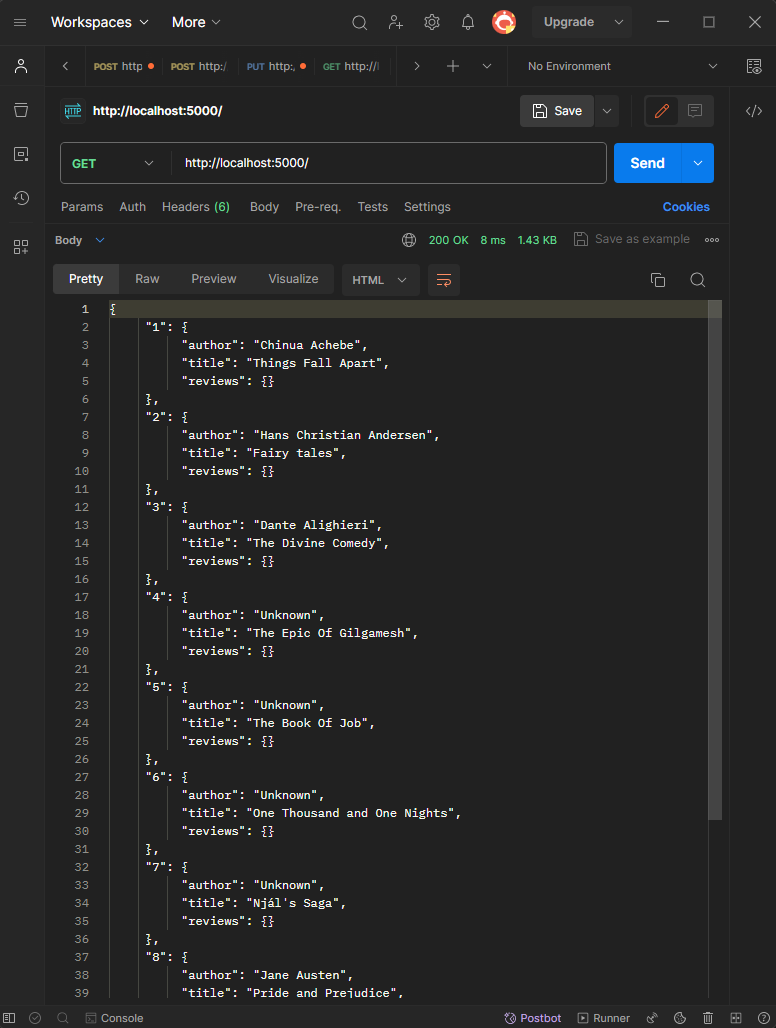 Workspaces More Upgrade
POST http POST http:/ PUT http:, GET http://l No Environment
HTTP http://localhost:5000/ Save
GET http://localhost:5000/ Send
Params Auth Headers (6) Body Pre-req. Tests Settings Cookies
Body 200 OK 8 ms 1.43 KB Save as example
Pretty Raw Preview Visualize HTML
1 {
2 "1": {
3 "author": "Chinua Achebe",
4 "title": "Things Fall Apart",
5 "reviews": {}
6 },
7 "2": {
8 "author": "Hans Christian Andersen",
9 "title": "Fairy tales",
10 "reviews": {}
11 },
12 "3": {
13 "author": "Dante Alighieri",
14 "title": "The Divine Comedy",
15 "reviews": {}
16 },
17 "4": {
18 "author": "Unknown",
19 "title": "The Epic Of Gilgamesh",
20 "reviews": {}
21 },
22 "5": {
23 "author": "Unknown",
24 "title": "The Book Of Job",
25 "reviews": {}
26 },
27 "6": {
28 "author": "Unknown",
29 "title": "One Thousand and One Nights",
30 "reviews": {}
31 },
32 "7": {
33 "author": "Unknown",
34 "title": "Njál's Saga",
35 "reviews": {}
36 },
37 "8": {
38 "author": "Jane Austen",
39 "title": "Pride and Prejudice",
Console Postbot Runner